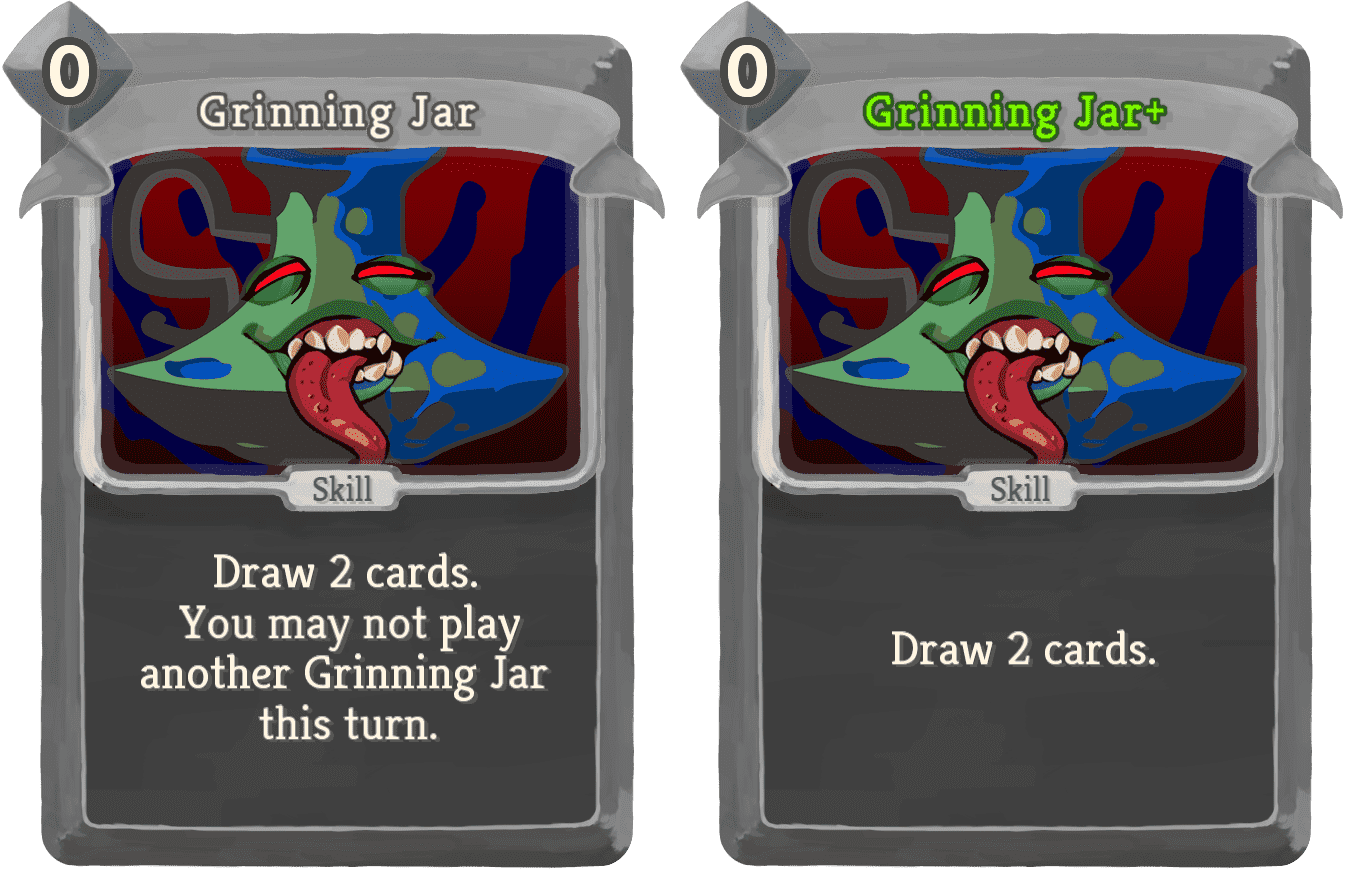 0
Grinning Jar
Skill
Draw 2 cards.
You may not play
another Grinning Jar
this turn.
0
Grinning Jar+
Skill
Draw 2 cards.